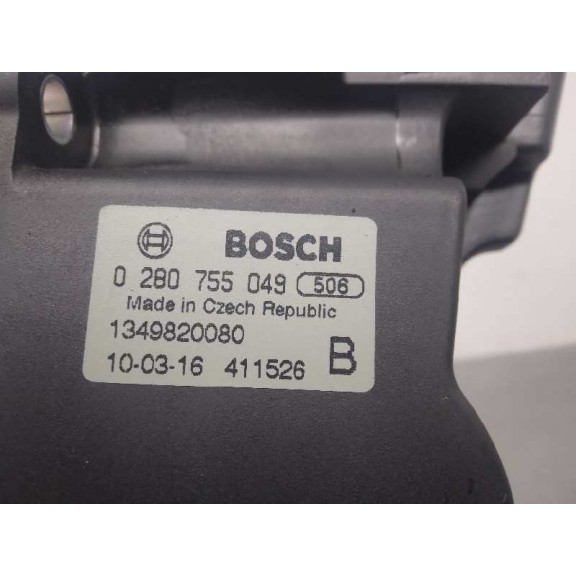 BOSCH
0 280 755 049 506
Made in Czech Republic
1349820080
10-03-16 411526 B